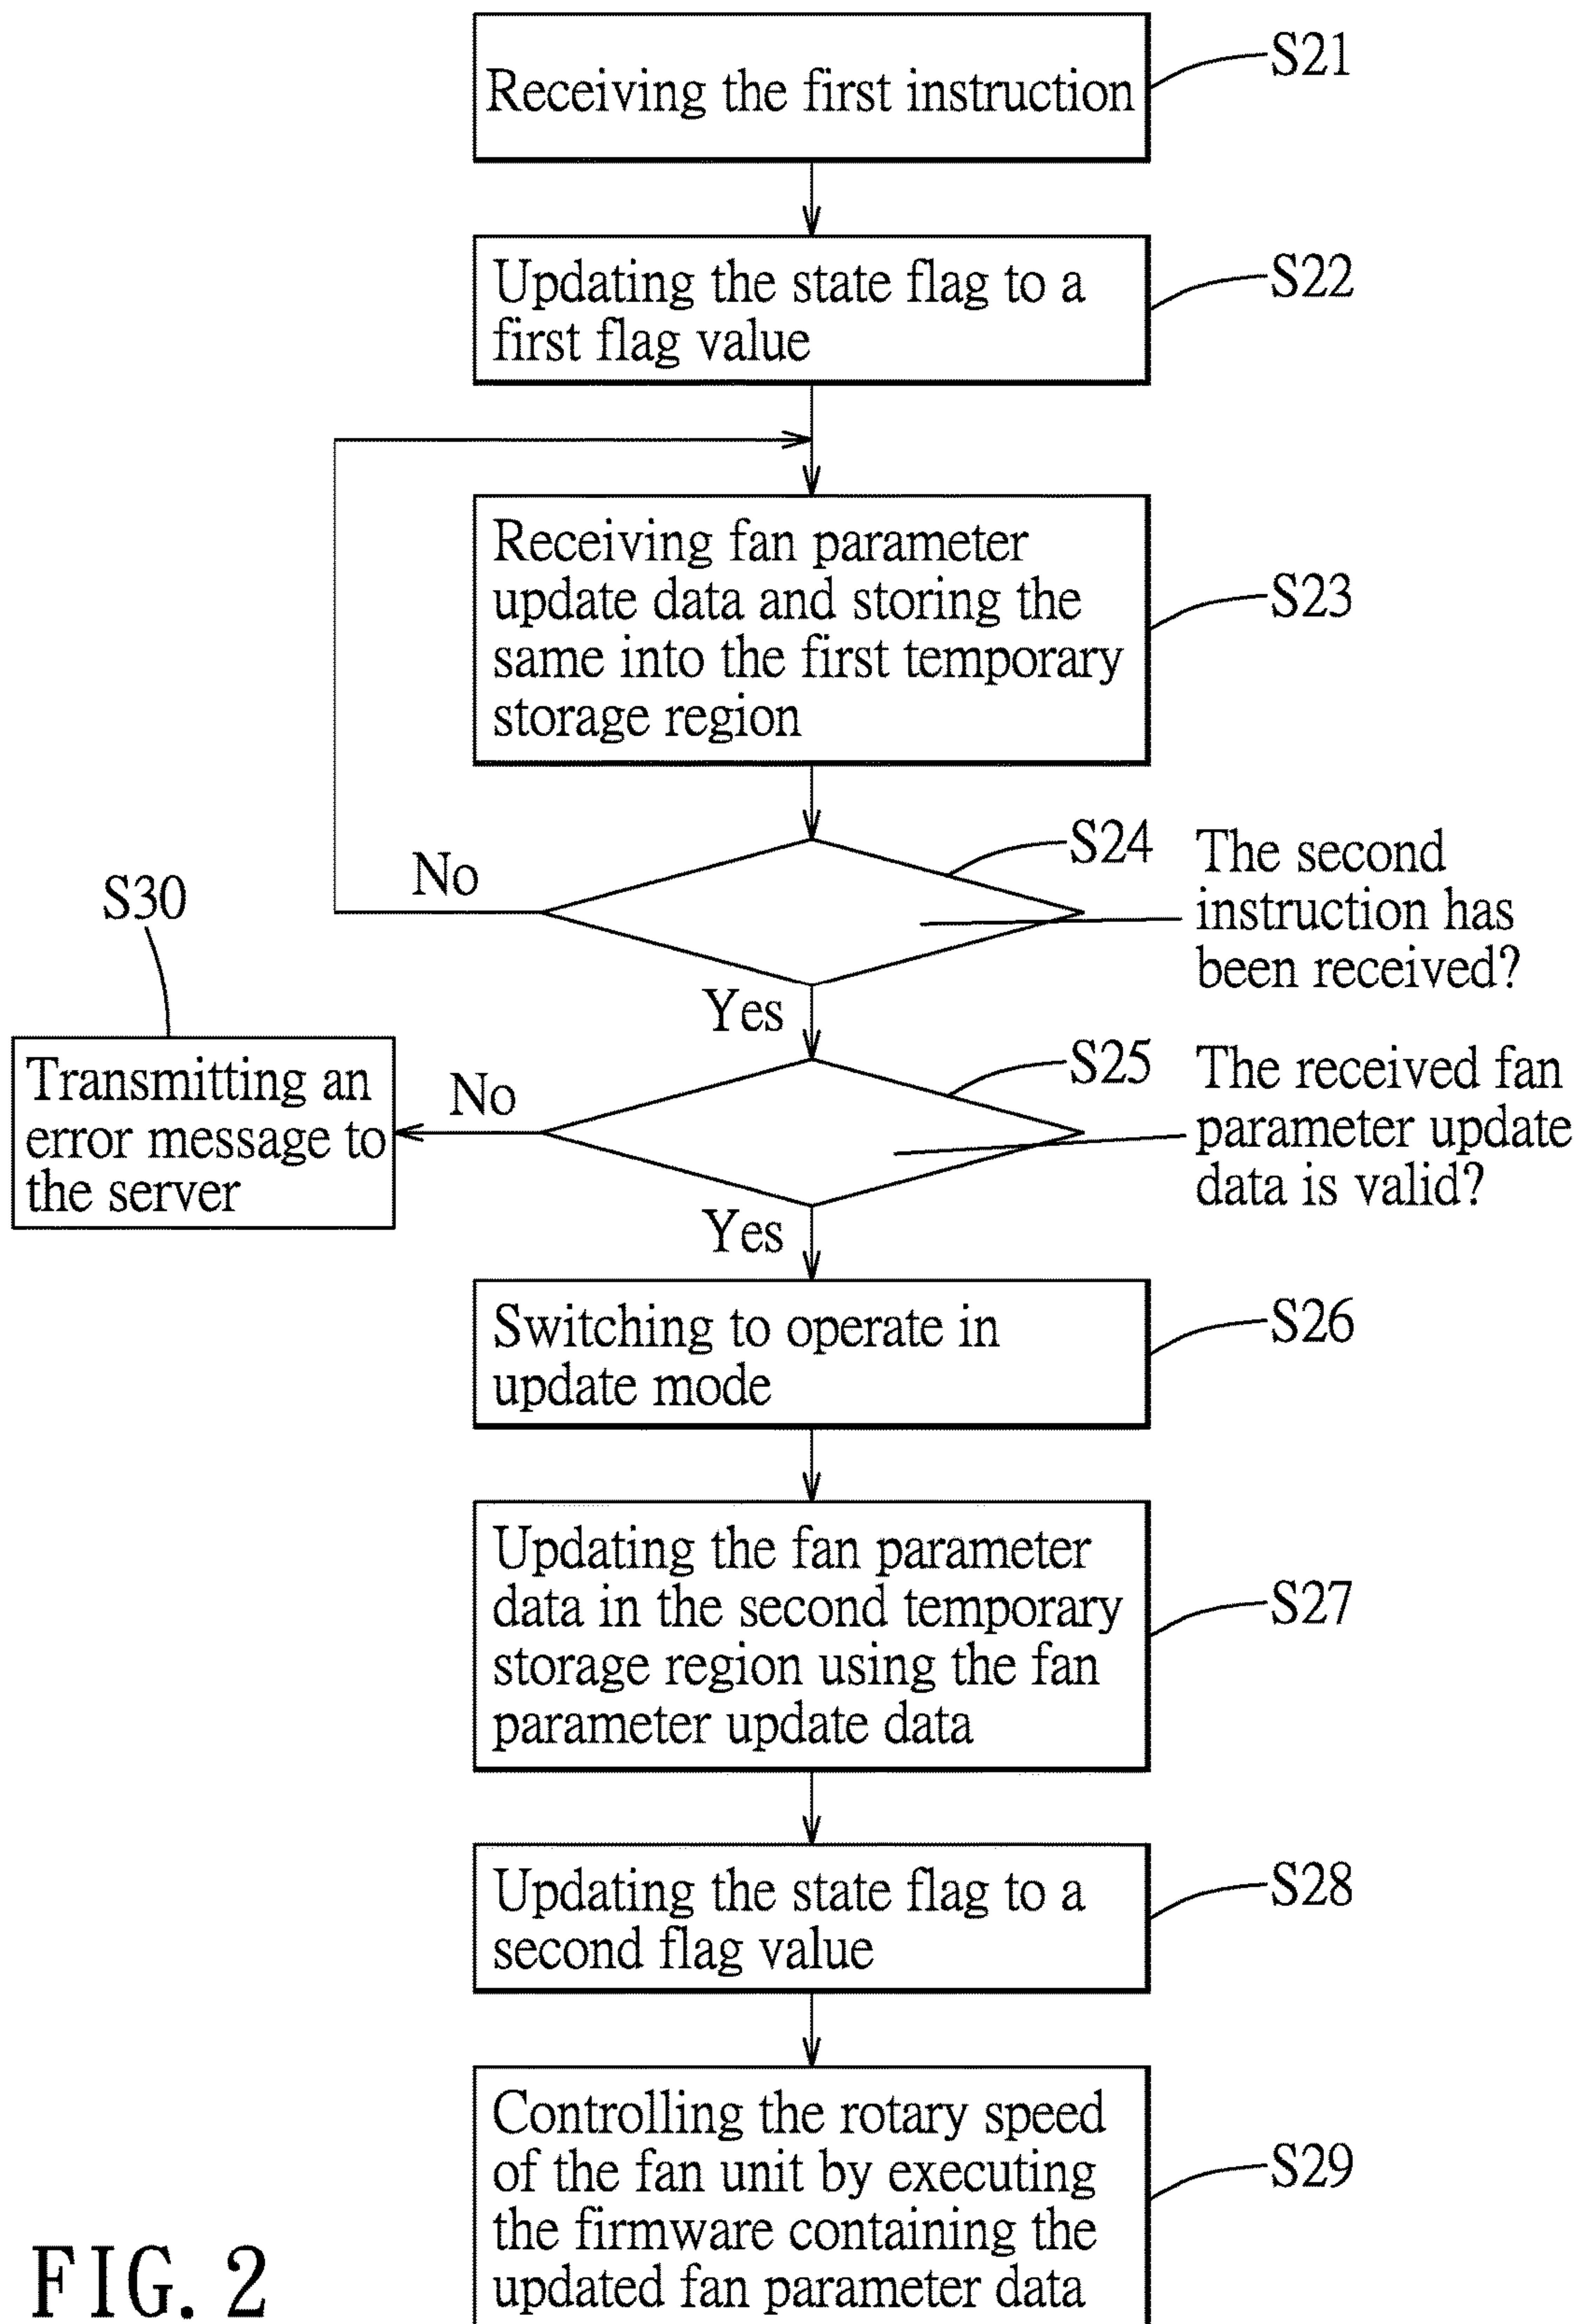 Receiving the first instruction
S21
Updating the state flag to a
first flag value
S22
Receiving fan parameter
update data and storing the
same into the first temporary
storage region
S23
No
S24
The second
instruction has
been received?
S30
Yes
Transmitting an
error message to
the server
No
S25
The received fan
parameter update
data is valid?
Yes
Switching to operate in
update mode
S26
Updating the fan parameter
data in the second temporary
storage region using the fan
parameter update data
S27
Updating the state flag to a
second flag value
S28
Controlling the rotary speed
of the fan unit by executing
the firmware containing the
updated fan parameter data
S29
FIG. 2